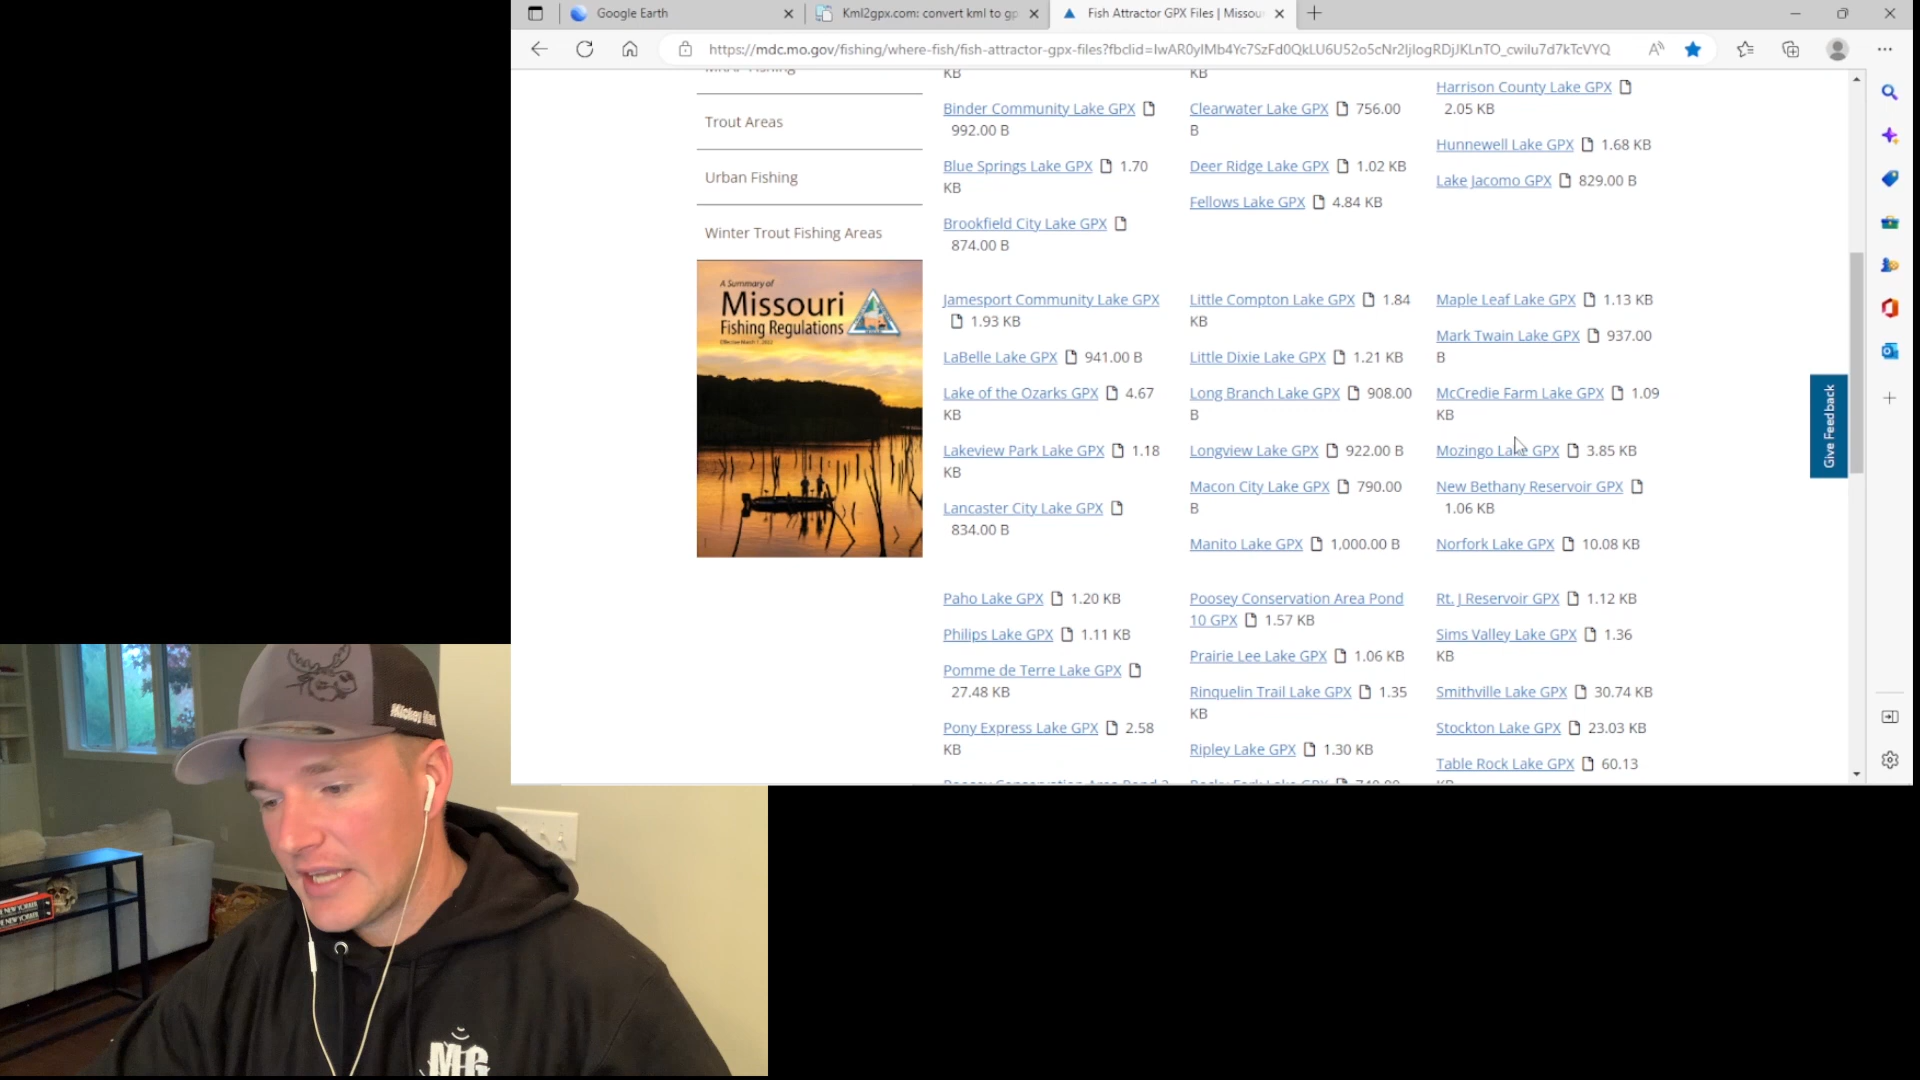 Google Earth
Kml2gpx.com: convert kml to gp
Fish Attractor GPX Files | Missou
https://mdc.mo.gov/fishing/where-fish/fish-attractor-gpx-files?fbclid=IwAR0yIMb4Yc7SzFd0QkLU6U52o5cNr2IjIogRDjJKLnTO_cwilu7d7kTcVYQ
Trout Areas
Urban Fishing
Winter Trout Fishing Areas
A Summary of
Missouri
Fishing Regulations
Effective March 1, 2022
KB
Binder Community Lake GPX
992.00 B
Blue Springs Lake GPX 1.70
KB
Brookfield City Lake GPX
874.00 B
KB
Clearwater Lake GPX 756.00
B
Deer Ridge Lake GPX 1.02 KB
Fellows Lake GPX 4.84 KB
Harrison County Lake GPX
2.05 KB
Hunnewell Lake GPX 1.68 KB
Lake Jacomo GPX 829.00 B
Jamesport Community Lake GPX
1.93 KB
LaBelle Lake GPX 941.00 B
Lake of the Ozarks GPX 4.67
KB
Lakeview Park Lake GPX 1.18
KB
Lancaster City Lake GPX
834.00 B
Little Compton Lake GPX 1.84
KB
Little Dixie Lake GPX 1.21 KB
Long Branch Lake GPX 908.00
B
Longview Lake GPX 922.00 B
Macon City Lake GPX 790.00
B
Manito Lake GPX 1,000.00 B
Maple Leaf Lake GPX 1.13 KB
Mark Twain Lake GPX 937.00
B
McCredie Farm Lake GPX 1.09
KB
Mozingo Lake GPX 3.85 KB
New Bethany Reservoir GPX
1.06 KB
Norfork Lake GPX 10.08 KB
Paho Lake GPX 1.20 KB
Philips Lake GPX 1.11 KB
Pomme de Terre Lake GPX
27.48 KB
Pony Express Lake GPX 2.58
KB
Poosey Conservation Area Pond
10 GPX 1.57 KB
Prairie Lee Lake GPX 1.06 KB
Rinquelin Trail Lake GPX 1.35
KB
Ripley Lake GPX 1.30 KB
Rt. J Reservoir GPX 1.12 KB
Sims Valley Lake GPX 1.36
KB
Smithville Lake GPX 30.74 KB
Stockton Lake GPX 23.03 KB
Table Rock Lake GPX 60.13
Give Feedback
MG